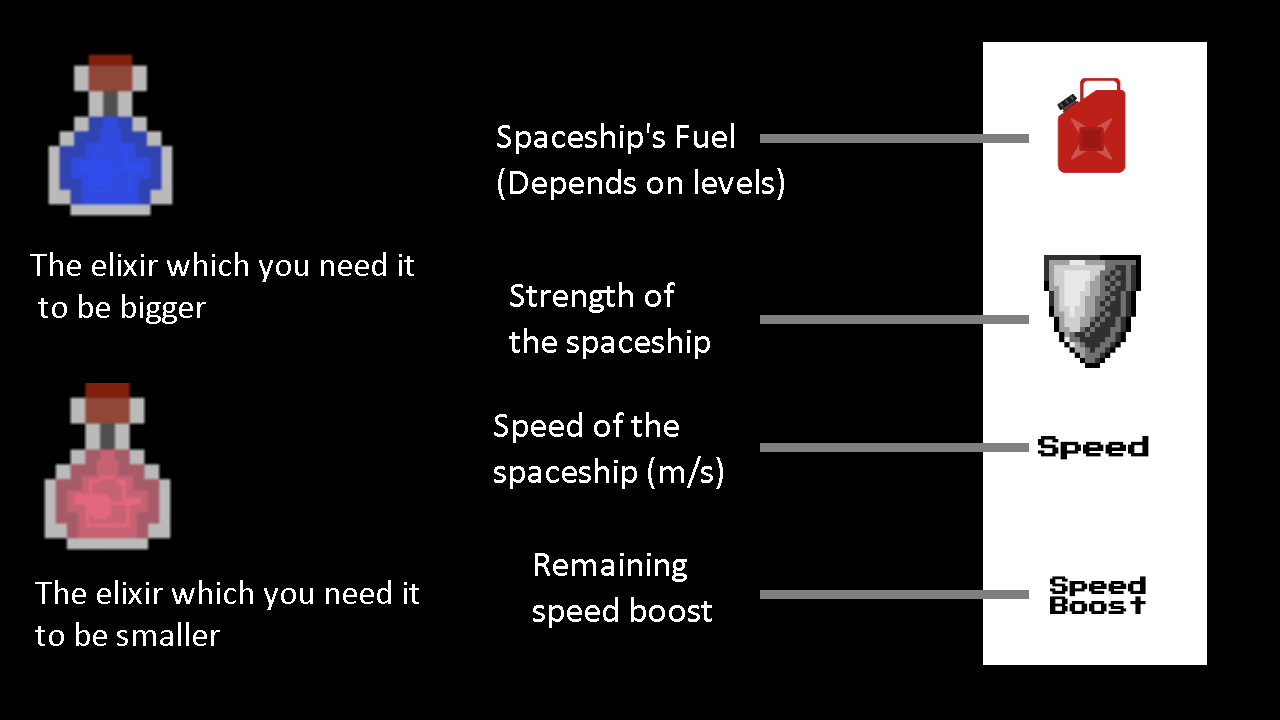 The elixir which you need it
to be bigger
The elixir which you need it
to be smaller
Spaceship's Fuel
(Depends on levels)
Strength of
the spaceship
Speed of the
spaceship (m/s)
Speed
Remaining
speed boost
Speed
Boost